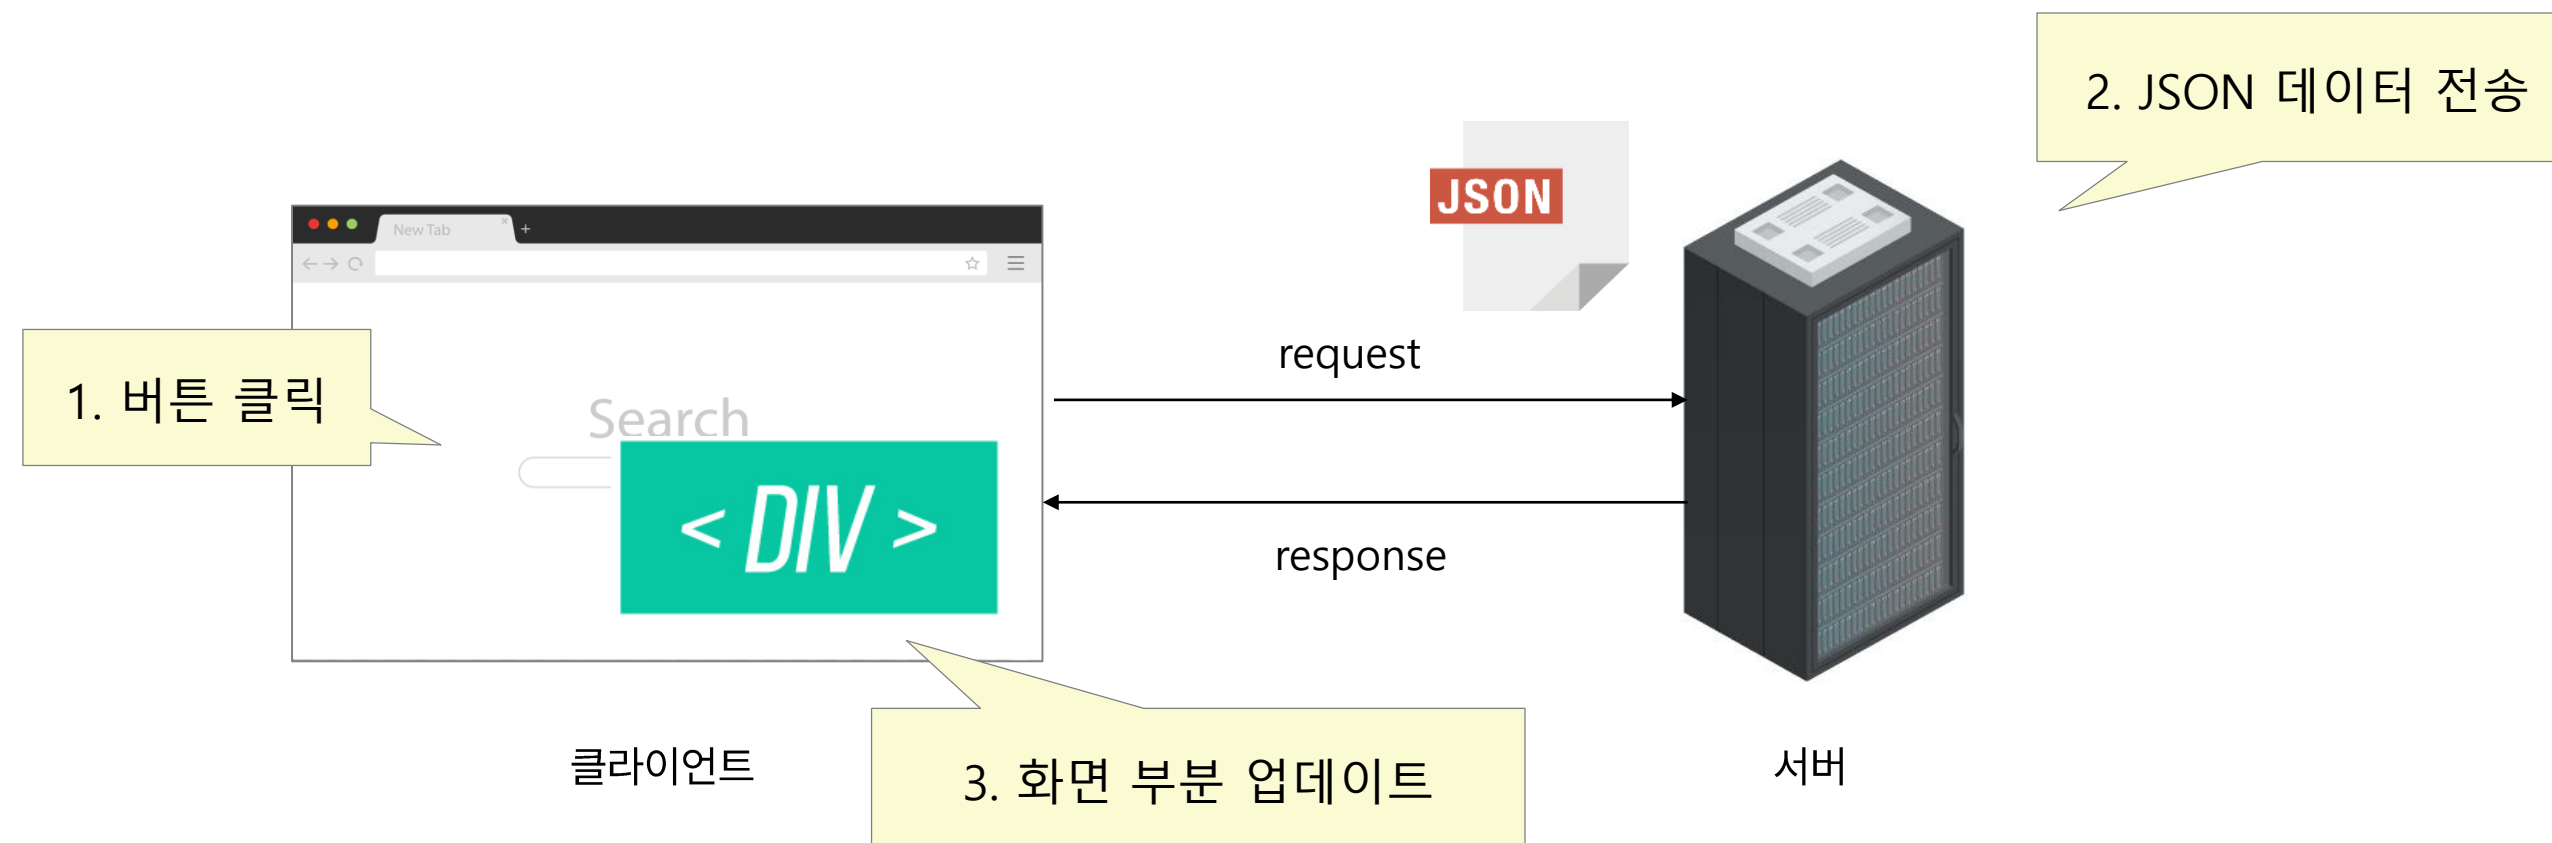 2. JSON 데이터 전송
JSON
New Tab
request
1. 버튼 클릭
Search
< DIV >
response
클라이언트
3. 화면 부분 업데이트
서버